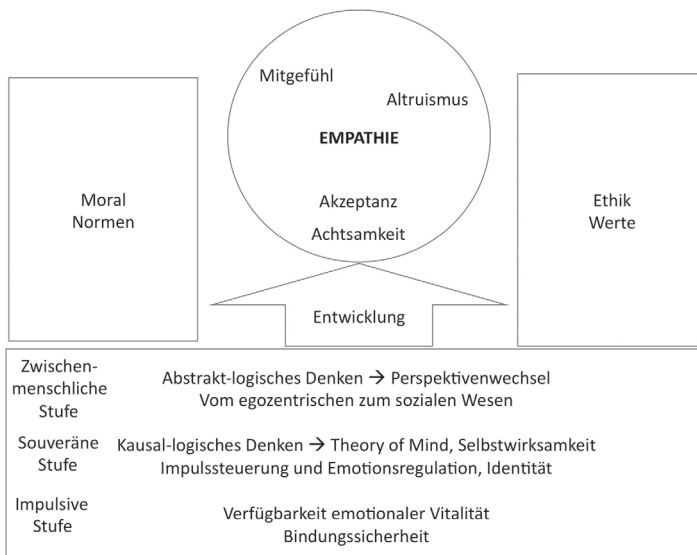 Mitgefühl
Altruismus
EMPATHIE
Akzeptanz
Achtsamkeit
Moral
Normen
Ethik
Werte
Entwicklung
Zwischen-
menschliche
Stufe
Abstrakt-logisches Denken → Perspektivenwechsel
Vom egozentrischen zum sozialen Wesen
Souveräne
Stufe
Kausal-logisches Denken → Theory of Mind, Selbstwirksamkeit
Impulssteuerung und Emotionsregulation, Identität
Impulsive
Stufe
Verfügbarkeit emotionaler Vitalität
Bindungssicherheit